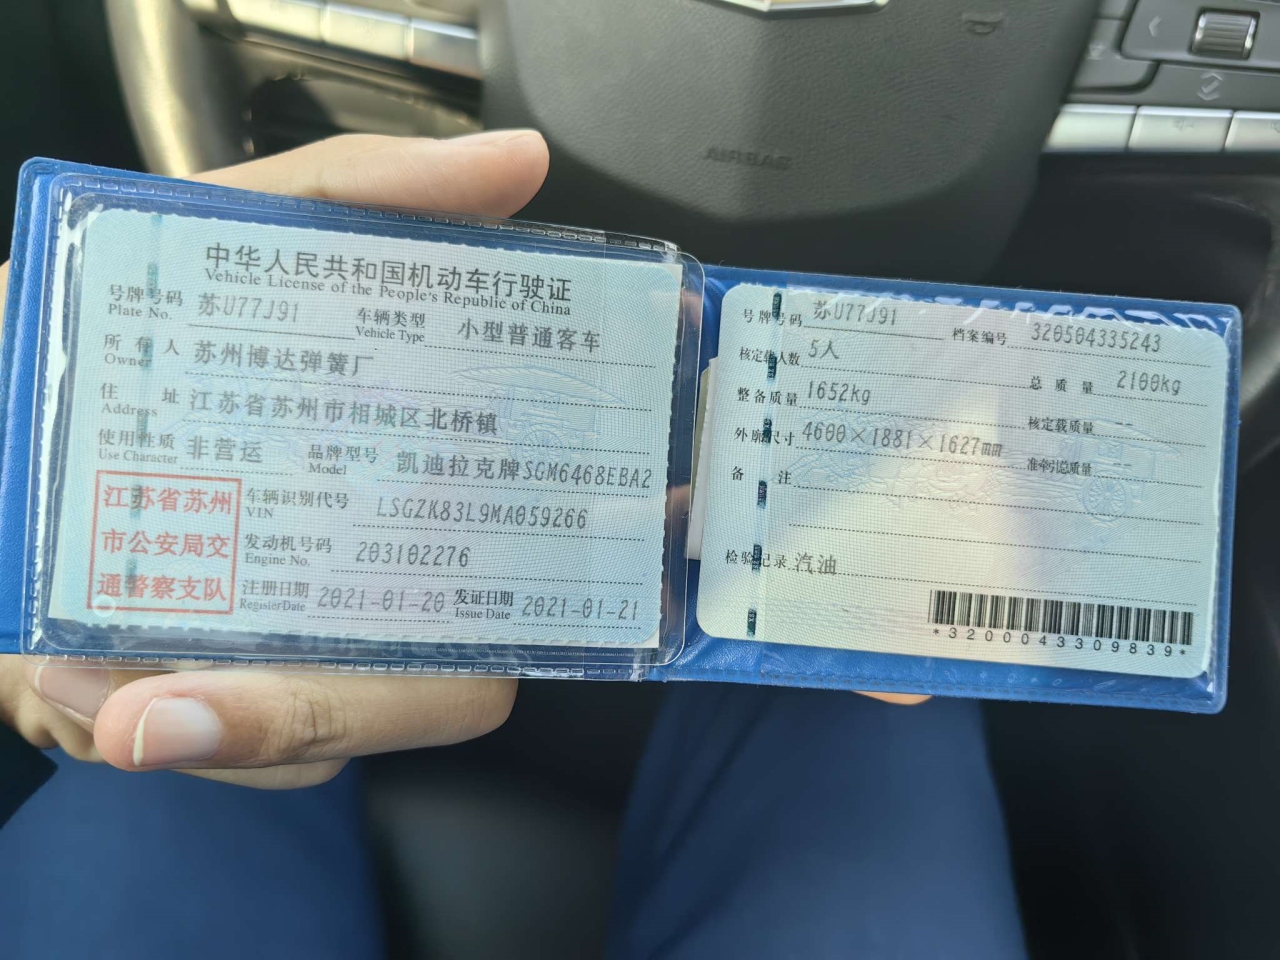 AIRBAG
中华人民共和国机动车行驶证
Vehicle License of the People's Republic of China
号牌号码 苏U77J91 车辆类型 小型普通客车
Plate No. Vehicle Type
所有人 苏州博达弹簧厂
Owner
住址 江苏省苏州市相城区北桥镇
Address
使用性质 非营运 品牌型号 凯迪拉克牌SGM6468EBA2
Use Character Model
江苏省苏州
市公安局交
通警察支队
车辆识别代号 LSGZK83L9MA059266
VIN
发动机号码 203102276
Engine No.
注册日期 2021-01-20 发证日期 2021-01-21
Register Date Issue Date
号牌号码 苏U77J91 档案编号 320504335243
核定载人数 5人 总质量 2100kg
整备质量 1652kg 核定载质量 --
外廓尺寸 4600×1881×1627mm 准牵引总质量 --
备注
检验记录 汽油
*3200043309839*